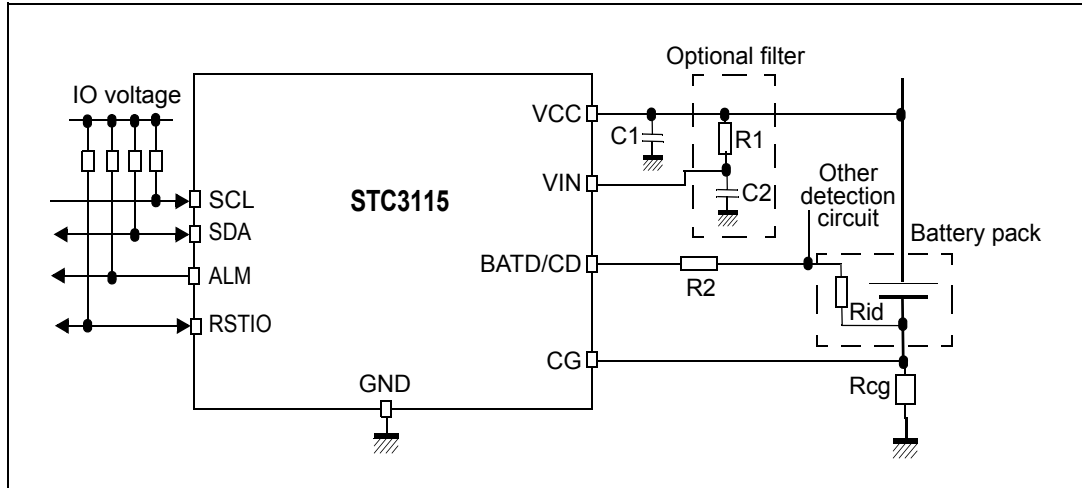 Optional filter
IO voltage
VCC
C1
R1
VIN
C2
STC3115
Other
detection
circuit
SCL
SDA
Battery pack
BATD/CD
R2
ALM
Rid
RSTIO
CG
GND
Rcg